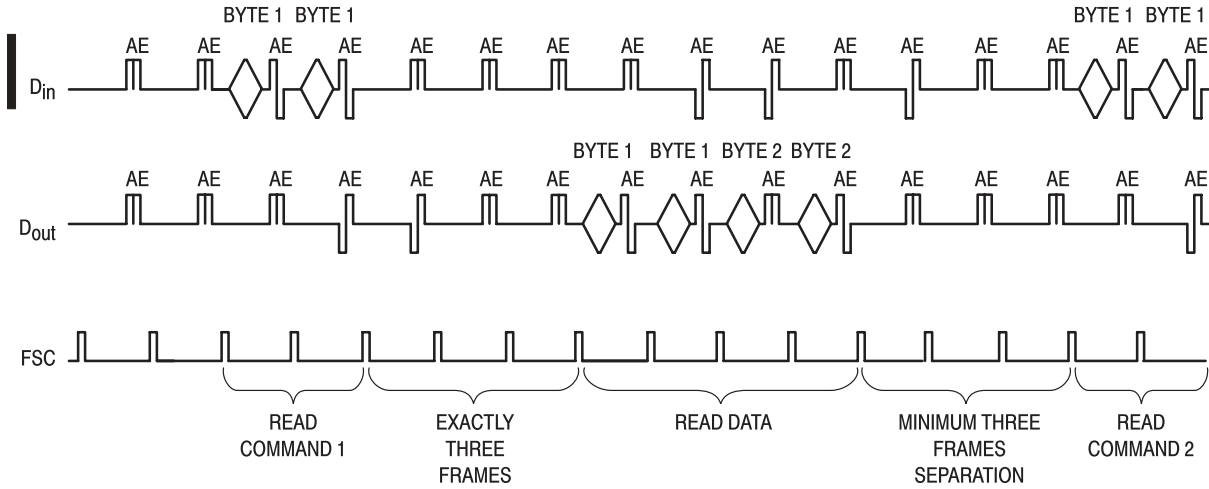 BYTE 1 BYTE 1 BYTE 1 BYTE 1
AE AE AE AE AE AE AE AE AE AE AE AE AE AE AE AE
Din
BYTE 1 BYTE 1 BYTE 2 BYTE 2
AE AE AE AE AE AE AE AE AE AE AE AE AE AE AE AE
Dout
FSC
READ COMMAND 1
EXACTLY THREE FRAMES
READ DATA
MINIMUM THREE FRAMES SEPARATION
READ COMMAND 2